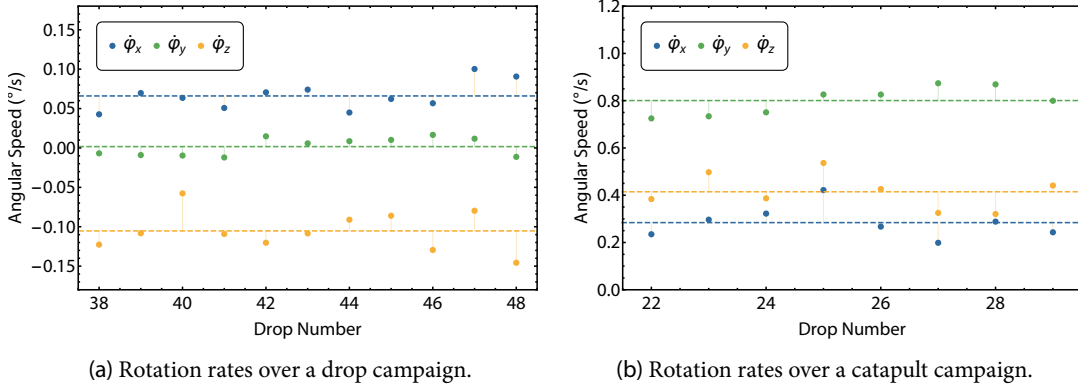 φ̇x φ̇y φ̇z
Angular Speed (°/s)
0.10
0.05
0.00
−0.05
−0.10
−0.15
38 40 42 44 46 48
Drop Number
(a) Rotation rates over a drop campaign.
φ̇x φ̇y φ̇z
Angular Speed (°/s)
1.2
1.0
0.8
0.6
0.4
0.2
0.0
22 24 26 28
Drop Number
(b) Rotation rates over a catapult campaign.